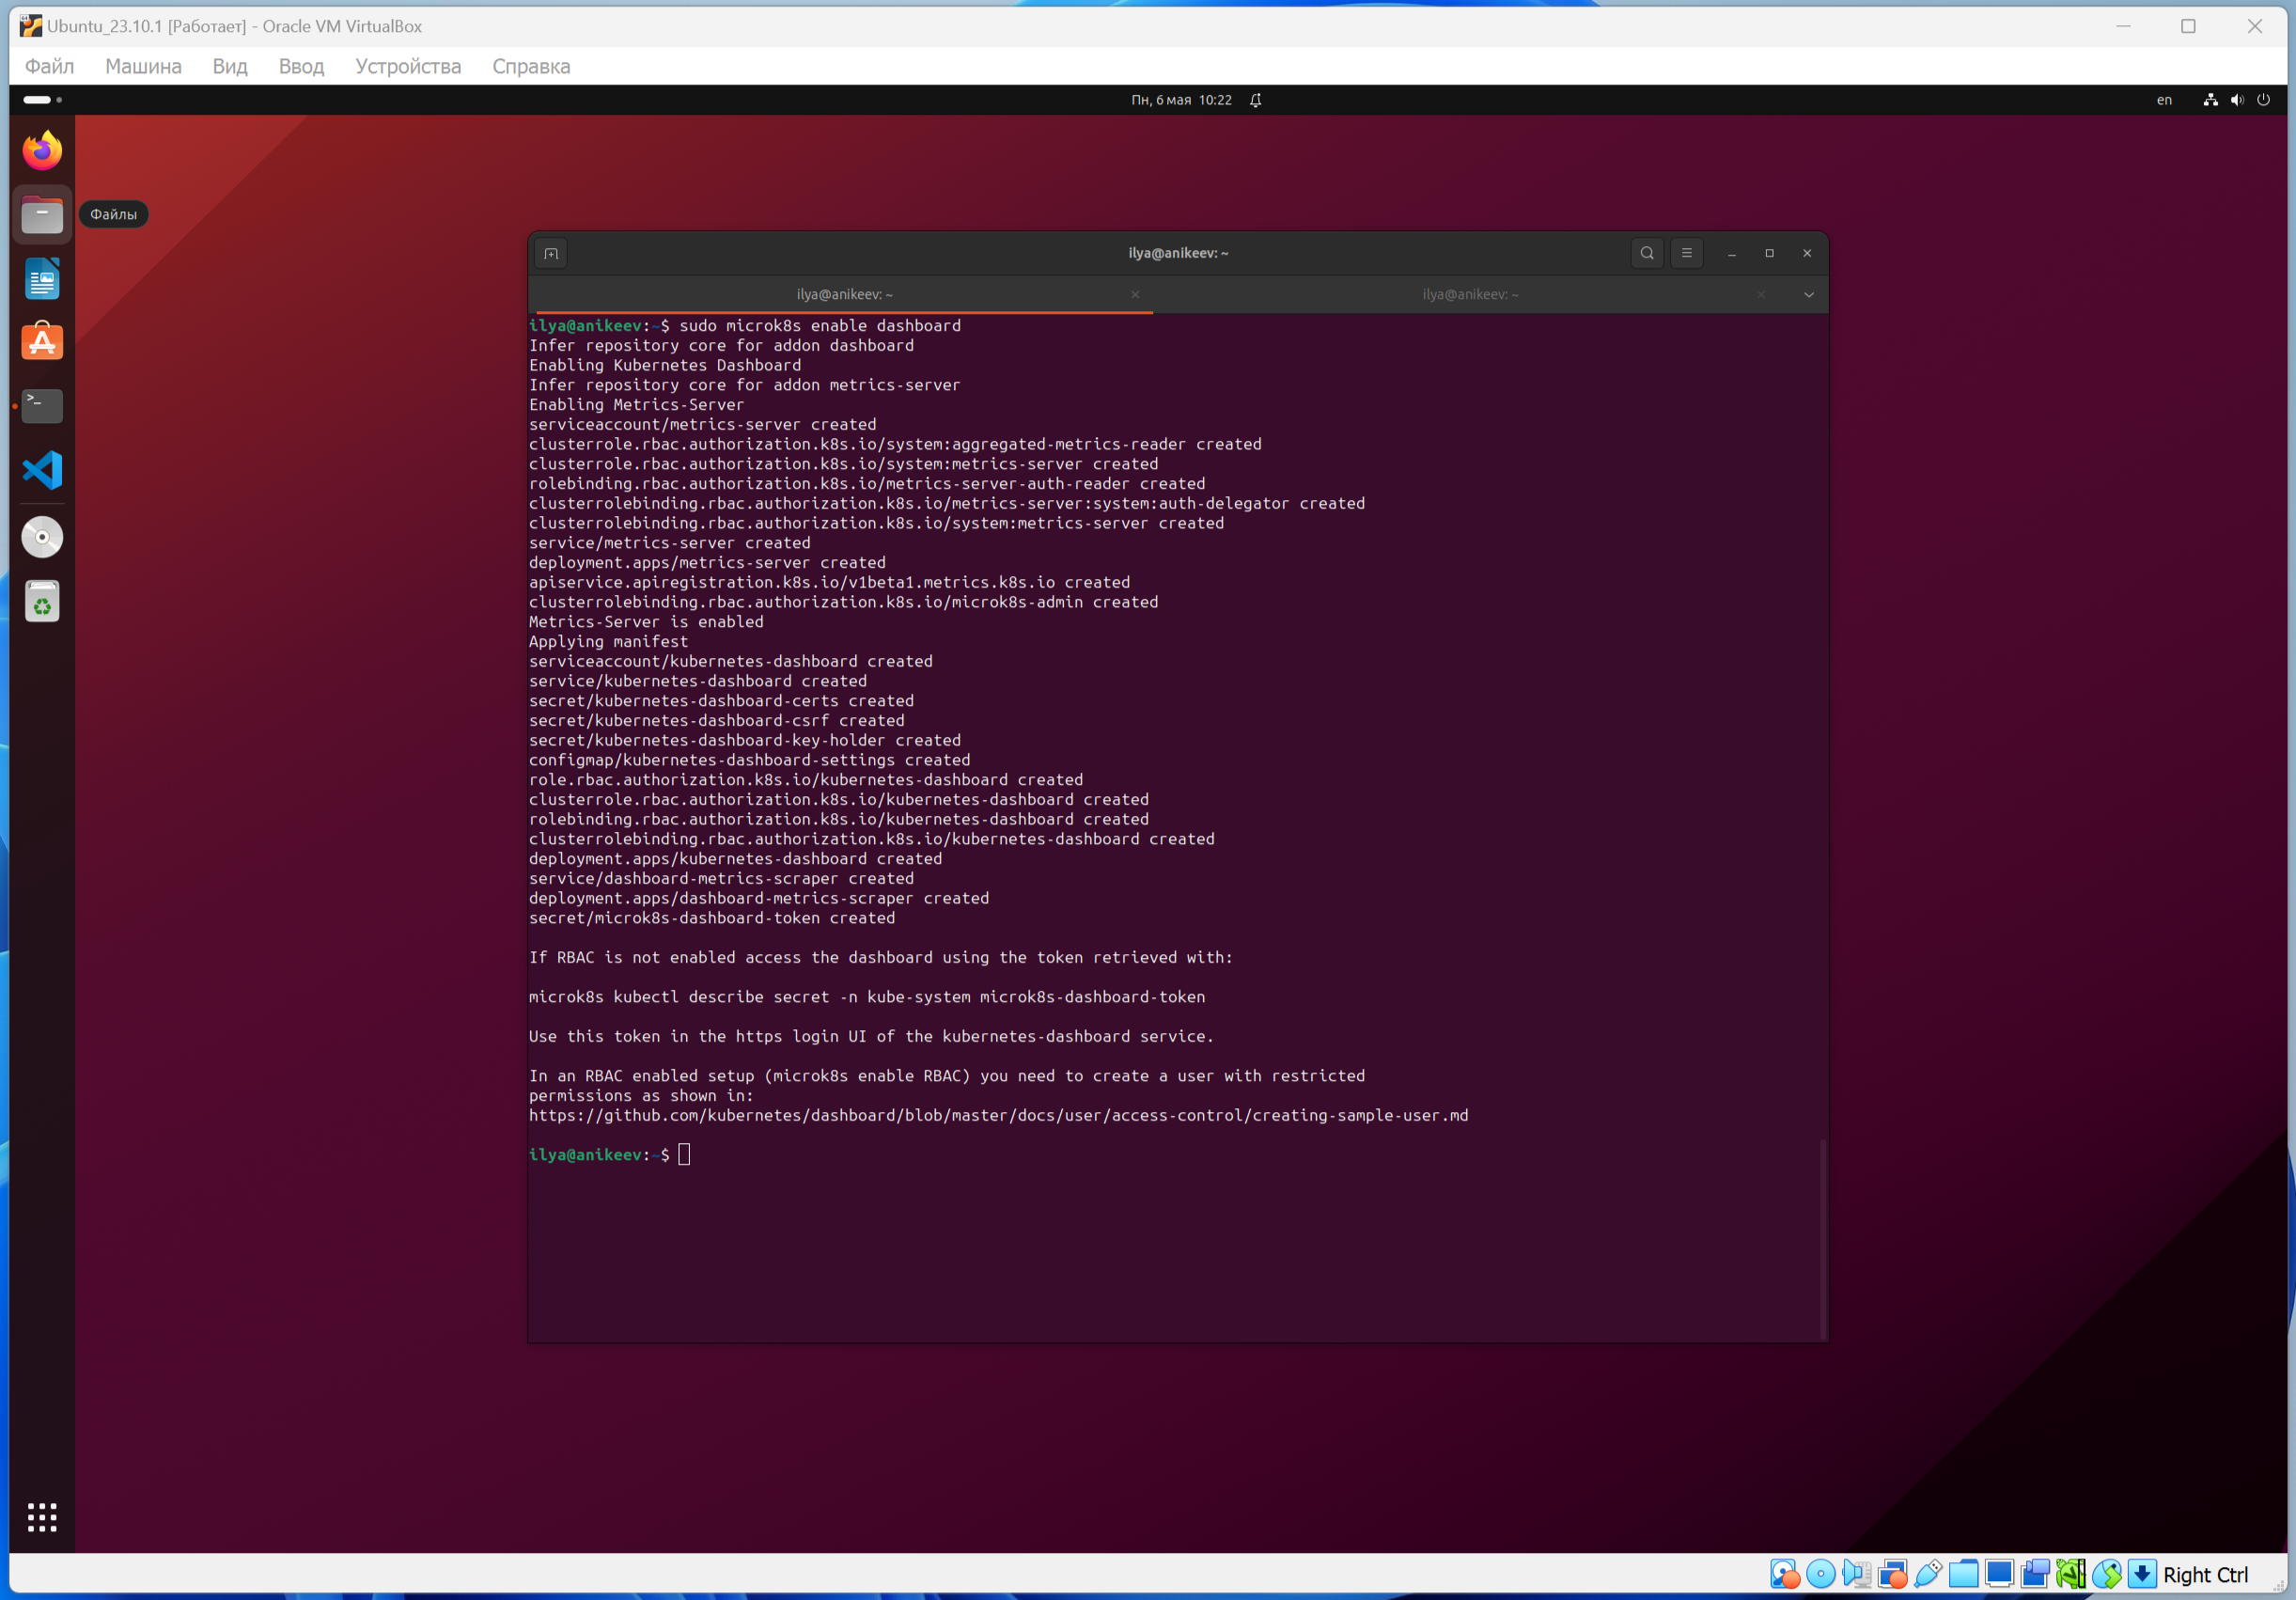 Ubuntu_23.10.1 [Работает] - Oracle VM VirtualBox
Файл Машина Вид Ввод Устройства Справка
Пн, 6 мая 10:22
en
Файлы
ilya@anikeev: ~
ilya@anikeev: ~ ilya@anikeev: ~
ilya@anikeev:~$ sudo microk8s enable dashboard
Infer repository core for addon dashboard
Enabling Kubernetes Dashboard
Infer repository core for addon metrics-server
Enabling Metrics-Server
serviceaccount/metrics-server created
clusterrole.rbac.authorization.k8s.io/system:aggregated-metrics-reader created
clusterrole.rbac.authorization.k8s.io/system:metrics-server created
rolebinding.rbac.authorization.k8s.io/metrics-server-auth-reader created
clusterrolebinding.rbac.authorization.k8s.io/metrics-server:system:auth-delegator created
clusterrolebinding.rbac.authorization.k8s.io/system:metrics-server created
service/metrics-server created
deployment.apps/metrics-server created
apiservice.apiregistration.k8s.io/v1beta1.metrics.k8s.io created
clusterrolebinding.rbac.authorization.k8s.io/microk8s-admin created
Metrics-Server is enabled
Applying manifest
serviceaccount/kubernetes-dashboard created
service/kubernetes-dashboard created
secret/kubernetes-dashboard-certs created
secret/kubernetes-dashboard-csrf created
secret/kubernetes-dashboard-key-holder created
configmap/kubernetes-dashboard-settings created
role.rbac.authorization.k8s.io/kubernetes-dashboard created
clusterrole.rbac.authorization.k8s.io/kubernetes-dashboard created
rolebinding.rbac.authorization.k8s.io/kubernetes-dashboard created
clusterrolebinding.rbac.authorization.k8s.io/kubernetes-dashboard created
deployment.apps/kubernetes-dashboard created
service/dashboard-metrics-scraper created
deployment.apps/dashboard-metrics-scraper created
secret/microk8s-dashboard-token created
If RBAC is not enabled access the dashboard using the token retrieved with:
microk8s kubectl describe secret -n kube-system microk8s-dashboard-token
Use this token in the https login UI of the kubernetes-dashboard service.
In an RBAC enabled setup (microk8s enable RBAC) you need to create a user with restricted
permissions as shown in:
https://github.com/kubernetes/dashboard/blob/master/docs/user/access-control/creating-sample-user.md
ilya@anikeev:~$
Right Ctrl